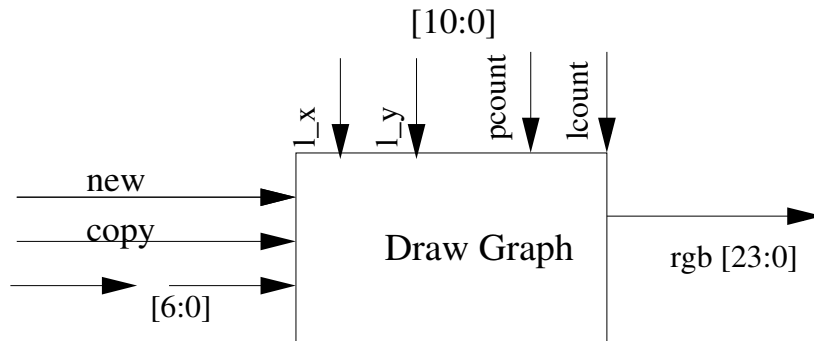 [10:0]
l_x
l_y
pcount
lcount
new
copy
[6:0]
Draw Graph
rgb [23:0]